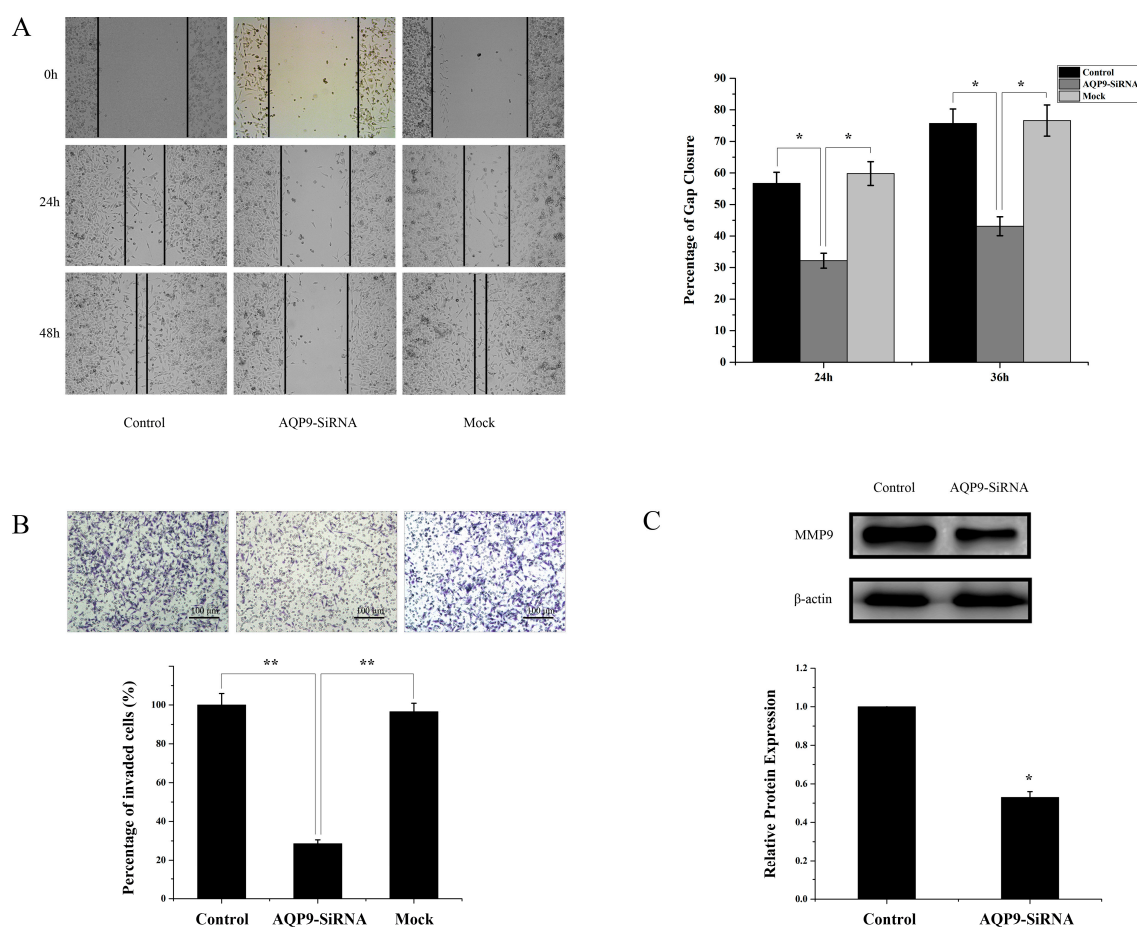 A
0h
24h
48h
Control
AQP9-SiRNA
Mock
Control
AQP9-SiRNA
Mock
Percentage of Gap Closure
90
80
70
60
50
40
30
20
10
0
*
*
*
*
24h
36h
B
100 μm
100 μm
100 μm
Percentage of invaded cells (%)
100
80
60
40
20
0
**
**
Control
AQP9-SiRNA
Mock
C
Control
AQP9-SiRNA
MMP9
β-actin
Relative Protein Expression
1.2
1.0
0.8
0.6
0.4
0.2
0.0
*
Control
AQP9-SiRNA